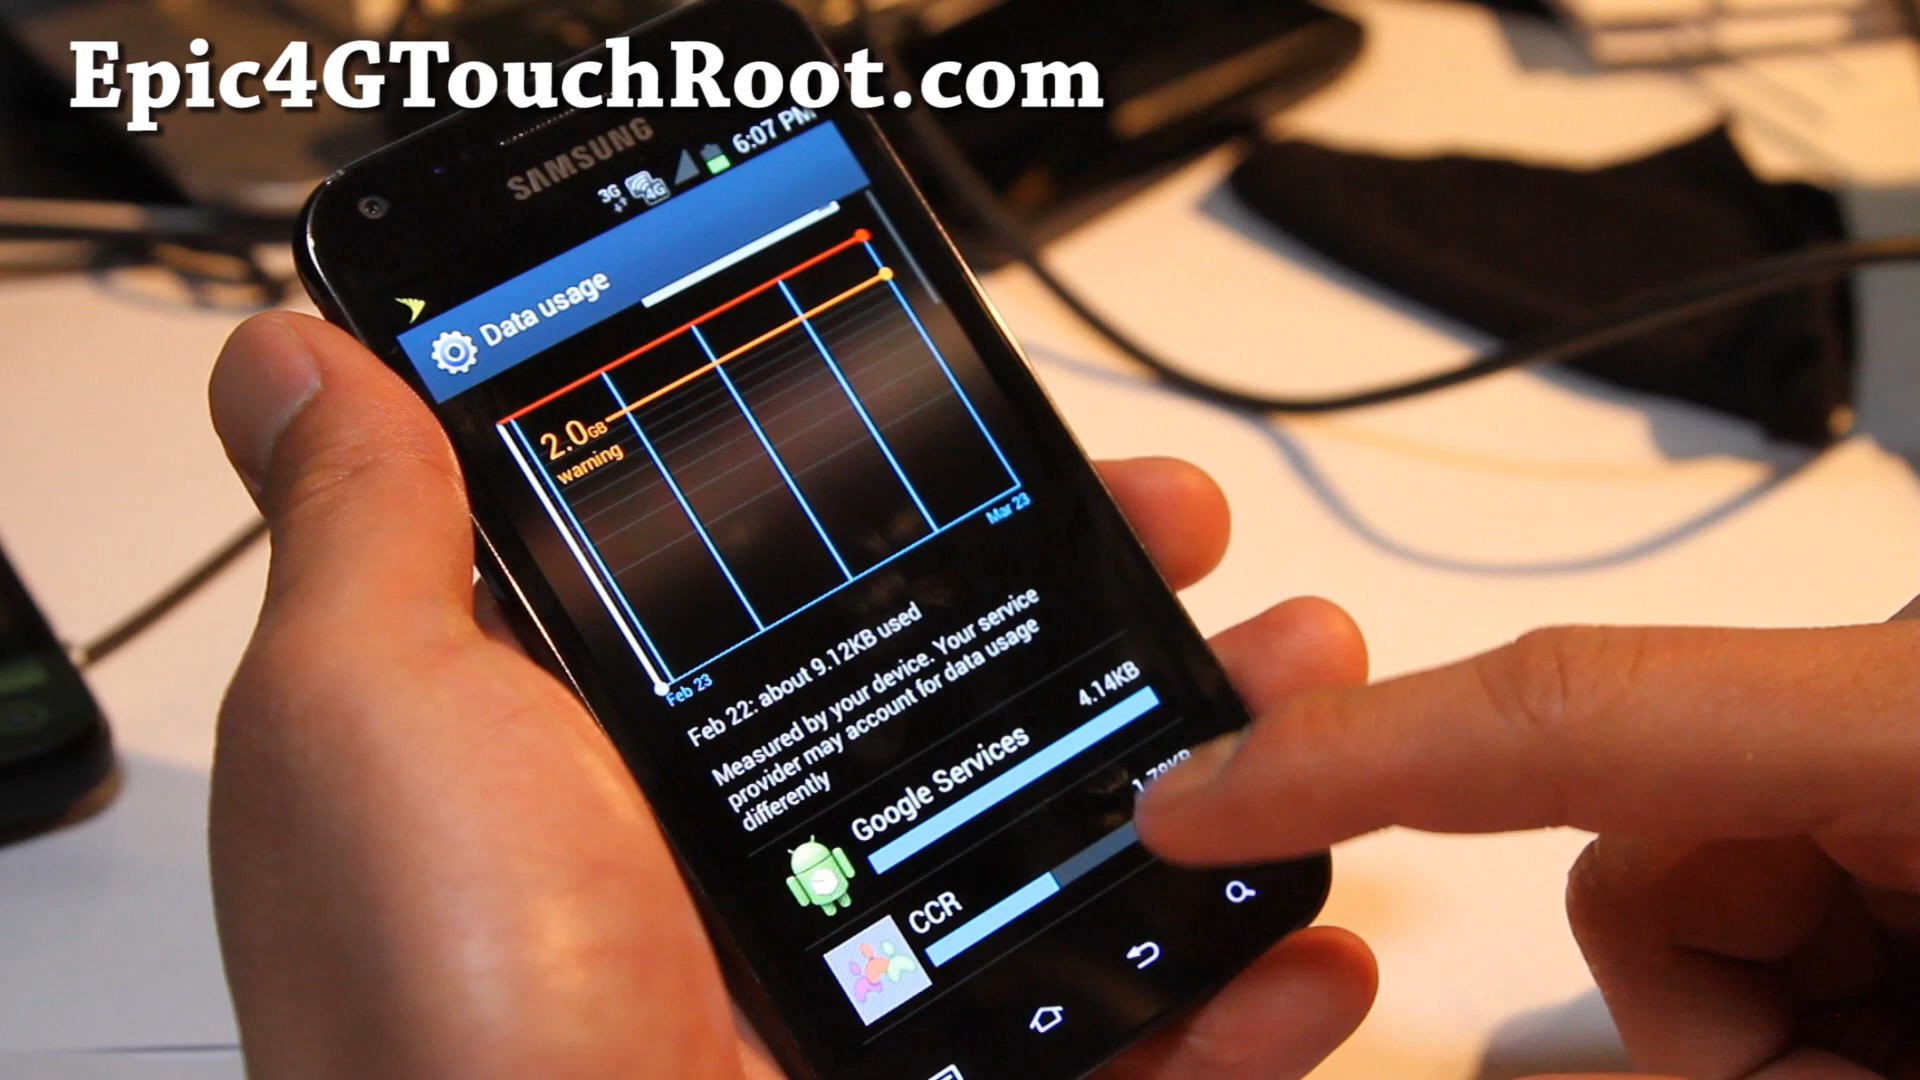 Epic4GTouchRoot.com
SAMSUNG
3G 4G 6:07 PM
Data usage
2.0GB
warning
Feb 23
Mar 23
Feb 22: about 9.12KB used
Measured by your device. Your service
provider may account for data usage
differently
Google Services 4.14KB
CCR